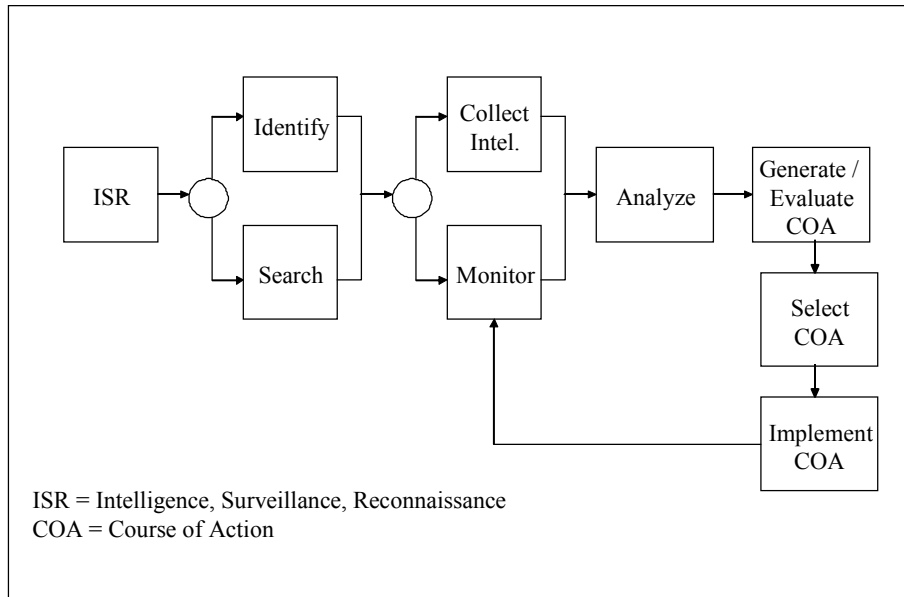 ISR
Identify
Search
Collect
Intel.
Monitor
Analyze
Generate /
Evaluate
COA
Select
COA
Implement
COA
ISR = Intelligence, Surveillance, Reconnaissance
COA = Course of Action